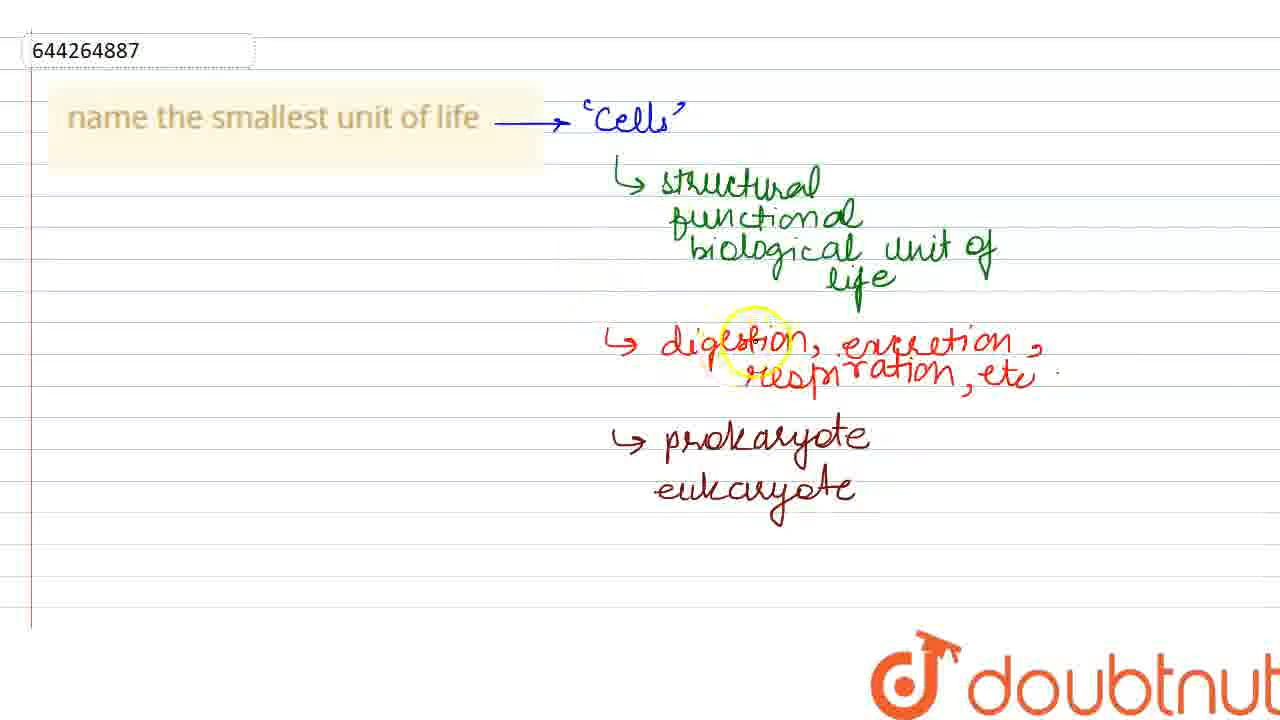 644264887
name the smallest unit of life → "Cells"
↳ structural
functional
biological unit of
life
↳ digestion, excretion,
respiration, etc.
↳ prokaryote
eukaryote
doubtnut